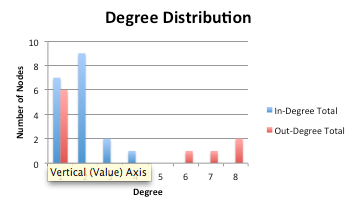 Degree Distribution
10
8
6
4
2
0
Number of Nodes
In-Degree Total
Out-Degree Total
Vertical (Value) Axis
5 6 7 8
Degree